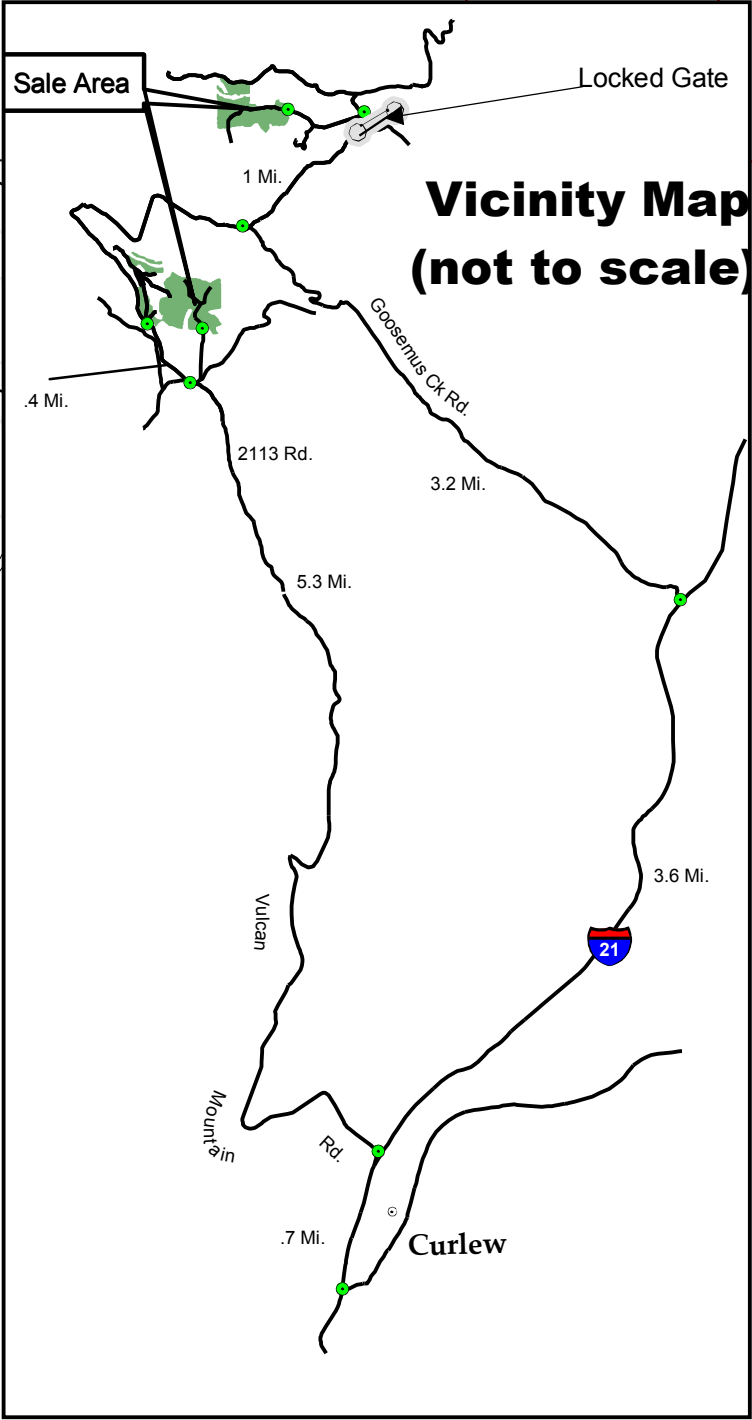 Sale Area
Locked Gate
1 Mi.
Vicinity Map
(not to scale)
Goosemus Ck Rd.
.4 Mi.
2113 Rd.
3.2 Mi.
5.3 Mi.
3.6 Mi.
Vulcan
21
Mountain
Rd.
.7 Mi.
Curlew